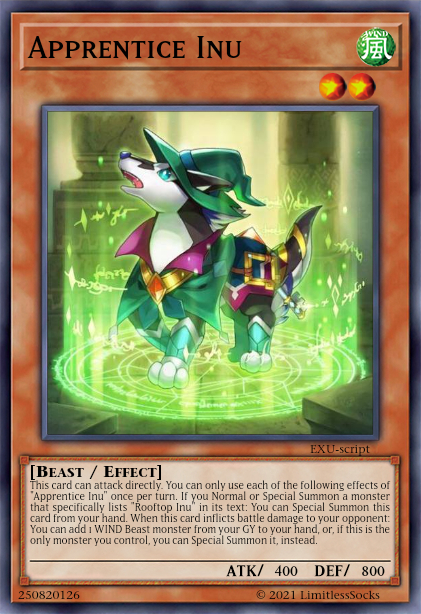 Apprentice Inu
WIND
風
EXU-script
[Beast / Effect]
This card can attack directly. You can only use each of the following effects of
"Apprentice Inu" once per turn. If you Normal or Special Summon a monster
that specifically lists "Rooftop Inu" in its text: You can Special Summon this
card from your hand. When this card inflicts battle damage to your opponent:
You can add 1 WIND Beast monster from your GY to your hand, or, if this is
the only monster you control, you can Special Summon it, instead.
ATK/ 400 DEF/ 800
250820126 © 2021 LimitlessSocks